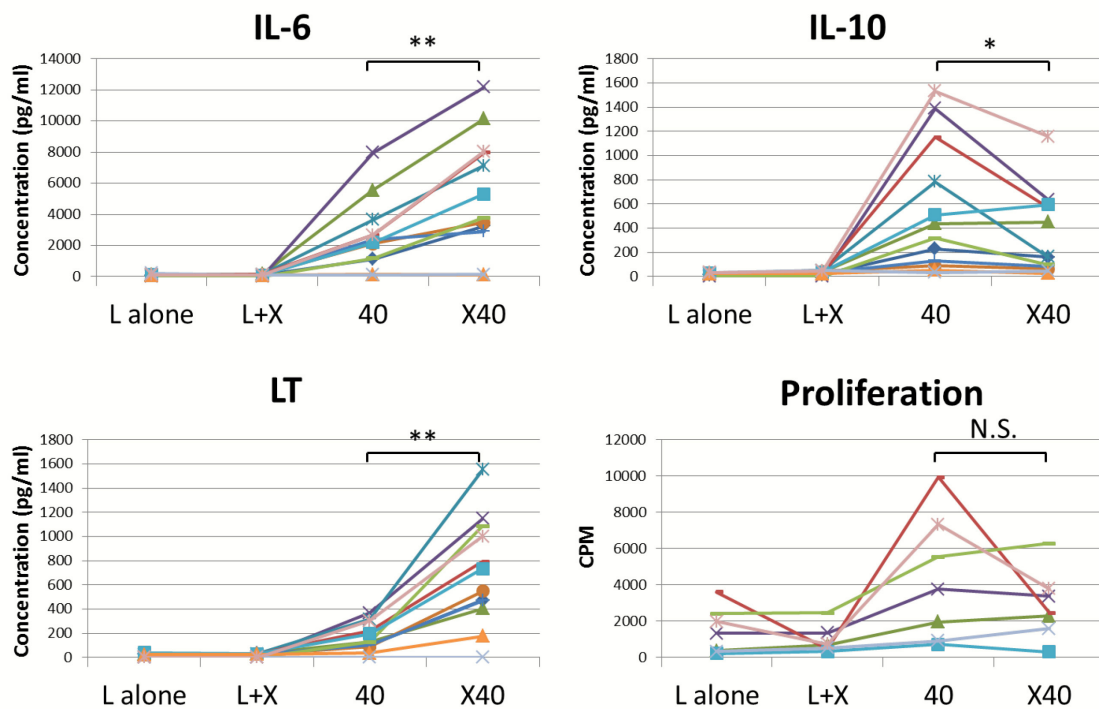 IL-6
**
Concentration (pg/ml)
14000
12000
10000
8000
6000
4000
2000
0
L alone L+X 40 X40
IL-10
*
Concentration (pg/ml)
1800
1600
1400
1200
1000
800
600
400
200
0
L alone L+X 40 X40
LT
**
Concentration (pg/ml)
1800
1600
1400
1200
1000
800
600
400
200
0
L alone L+X 40 X40
Proliferation
N.S.
CPM
12000
10000
8000
6000
4000
2000
0
L alone L+X 40 X40